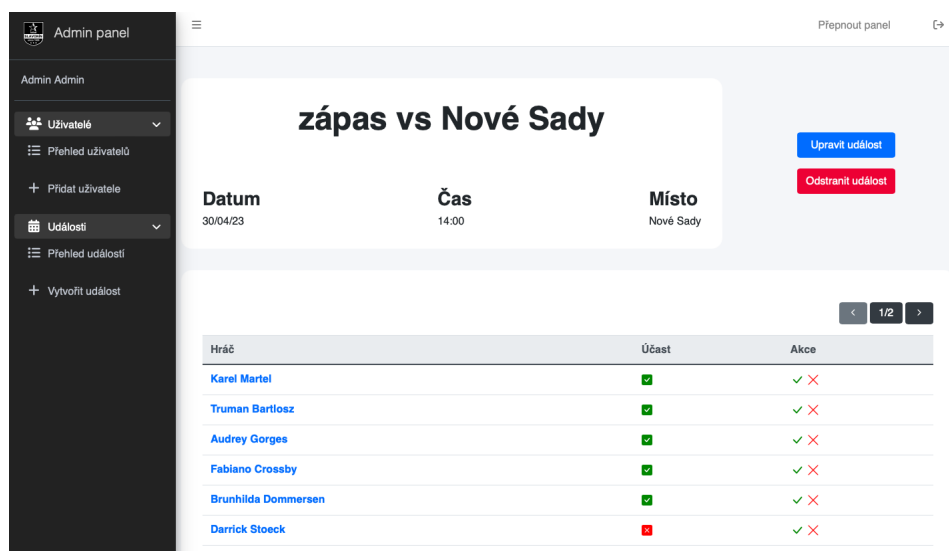 Admin panel
Přepnout panel
Admin Admin
Uživatelé
Přehled uživatelů
Přidat uživatele
Události
Přehled událostí
Vytvořit událost
zápas vs Nové Sady
Datum
30/04/23
Čas
14:00
Místo
Nové Sady
Upravit událost
Odstranit událost
1/2
Hráč Účast Akce
Karel Martel
Truman Bartlosz
Audrey Gorges
Fabiano Crossby
Brunhilda Dommersen
Darrick Stoeck